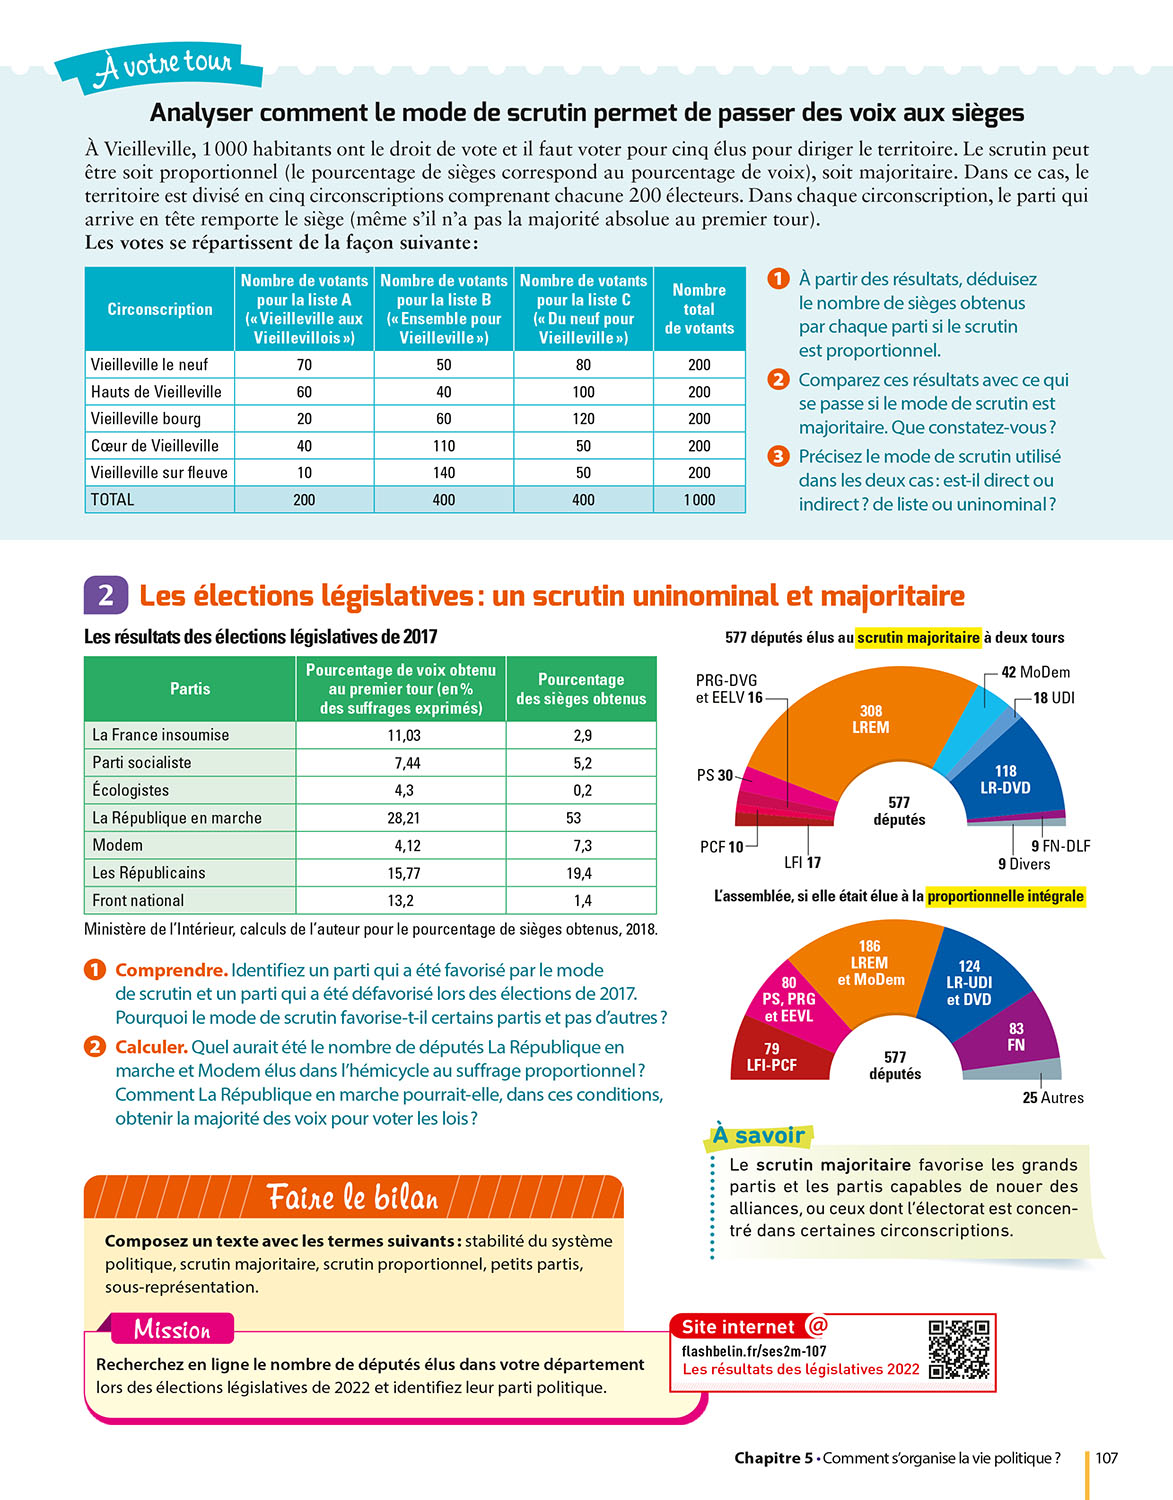 À votre tour
Analyser comment le mode de scrutin permet de passer des voix aux sièges
À Vieilleville, 1 000 habitants ont le droit de vote et il faut voter pour cinq élus pour diriger le territoire. Le scrutin peut
être soit proportionnel (le pourcentage de sièges correspond au pourcentage de voix), soit majoritaire. Dans ce cas, le
territoire est divisé en cinq circonscriptions comprenant chacune 200 électeurs. Dans chaque circonscription, le parti qui
arrive en tête remporte le siège (même s'il n'a pas la majorité absolue au premier tour).
Les votes se répartissent de la façon suivante :
Circonscription
Nombre de votants
pour la liste A
(« Vieilleville aux
Vieillevillois »)
Nombre de votants
pour la liste B
(« Ensemble pour
Vieilleville »)
Nombre de votants
pour la liste C
(« Du neuf pour
Vieilleville »)
Nombre
total
de votants
Vieilleville le neuf 70 50 80 200
Hauts de Vieilleville 60 40 100 200
Vieilleville bourg 20 60 120 200
Cœur de Vieilleville 40 110 50 200
Vieilleville sur fleuve 10 140 50 200
TOTAL 200 400 400 1 000
1 À partir des résultats, déduisez
le nombre de sièges obtenus
par chaque parti si le scrutin
est proportionnel.
2 Comparez ces résultats avec ce qui
se passe si le mode de scrutin est
majoritaire. Que constatez-vous ?
3 Précisez le mode de scrutin utilisé
dans les deux cas : est-il direct ou
indirect ? de liste ou uninominal ?
2 Les élections législatives : un scrutin uninominal et majoritaire
Les résultats des élections législatives de 2017
Partis
Pourcentage de voix obtenu
au premier tour (en %
des suffrages exprimés)
Pourcentage
des sièges obtenus
La France insoumise 11,03 2,9
Parti socialiste 7,44 5,2
Écologistes 4,3 0,2
La République en marche 28,21 53
Modem 4,12 7,3
Les Républicains 15,77 19,4
Front national 13,2 1,4
Ministère de l'Intérieur, calculs de l'auteur pour le pourcentage de sièges obtenus, 2018.
1 Comprendre. Identifiez un parti qui a été favorisé par le mode
de scrutin et un parti qui a été défavorisé lors des élections de 2017.
Pourquoi le mode de scrutin favorise-t-il certains partis et pas d'autres ?
2 Calculer. Quel aurait été le nombre de députés La République en
marche et Modem élus dans l'hémicycle au suffrage proportionnel ?
Comment La République en marche pourrait-elle, dans ces conditions,
obtenir la majorité des voix pour voter les lois ?
577 députés élus au scrutin majoritaire à deux tours
PRG-DVG
et EELV 16
42 MoDem
18 UDI
308
LREM
PS 30
118
LR-DVD
577
députés
PCF 10
LFI 17
9 FN-DLF
9 Divers
L'assemblée, si elle était élue à la proportionnelle intégrale
186
LREM
et MoDem
124
LR-UDI
et DVD
80
PS, PRG
et EEVL
83
FN
79
LFI-PCF
577
députés
25 Autres
À savoir
Le scrutin majoritaire favorise les grands
partis et les partis capables de nouer des
alliances, ou ceux dont l'électorat est concen-
tré dans certaines circonscriptions.
Faire le bilan
Composez un texte avec les termes suivants : stabilité du système
politique, scrutin majoritaire, scrutin proportionnel, petits partis,
sous-représentation.
Mission
Recherchez en ligne le nombre de députés élus dans votre département
lors des élections législatives de 2022 et identifiez leur parti politique.
Site internet @
flashbelin.fr/ses2m-107
Les résultats des législatives 2022
Chapitre 5 • Comment s'organise la vie politique ? 107